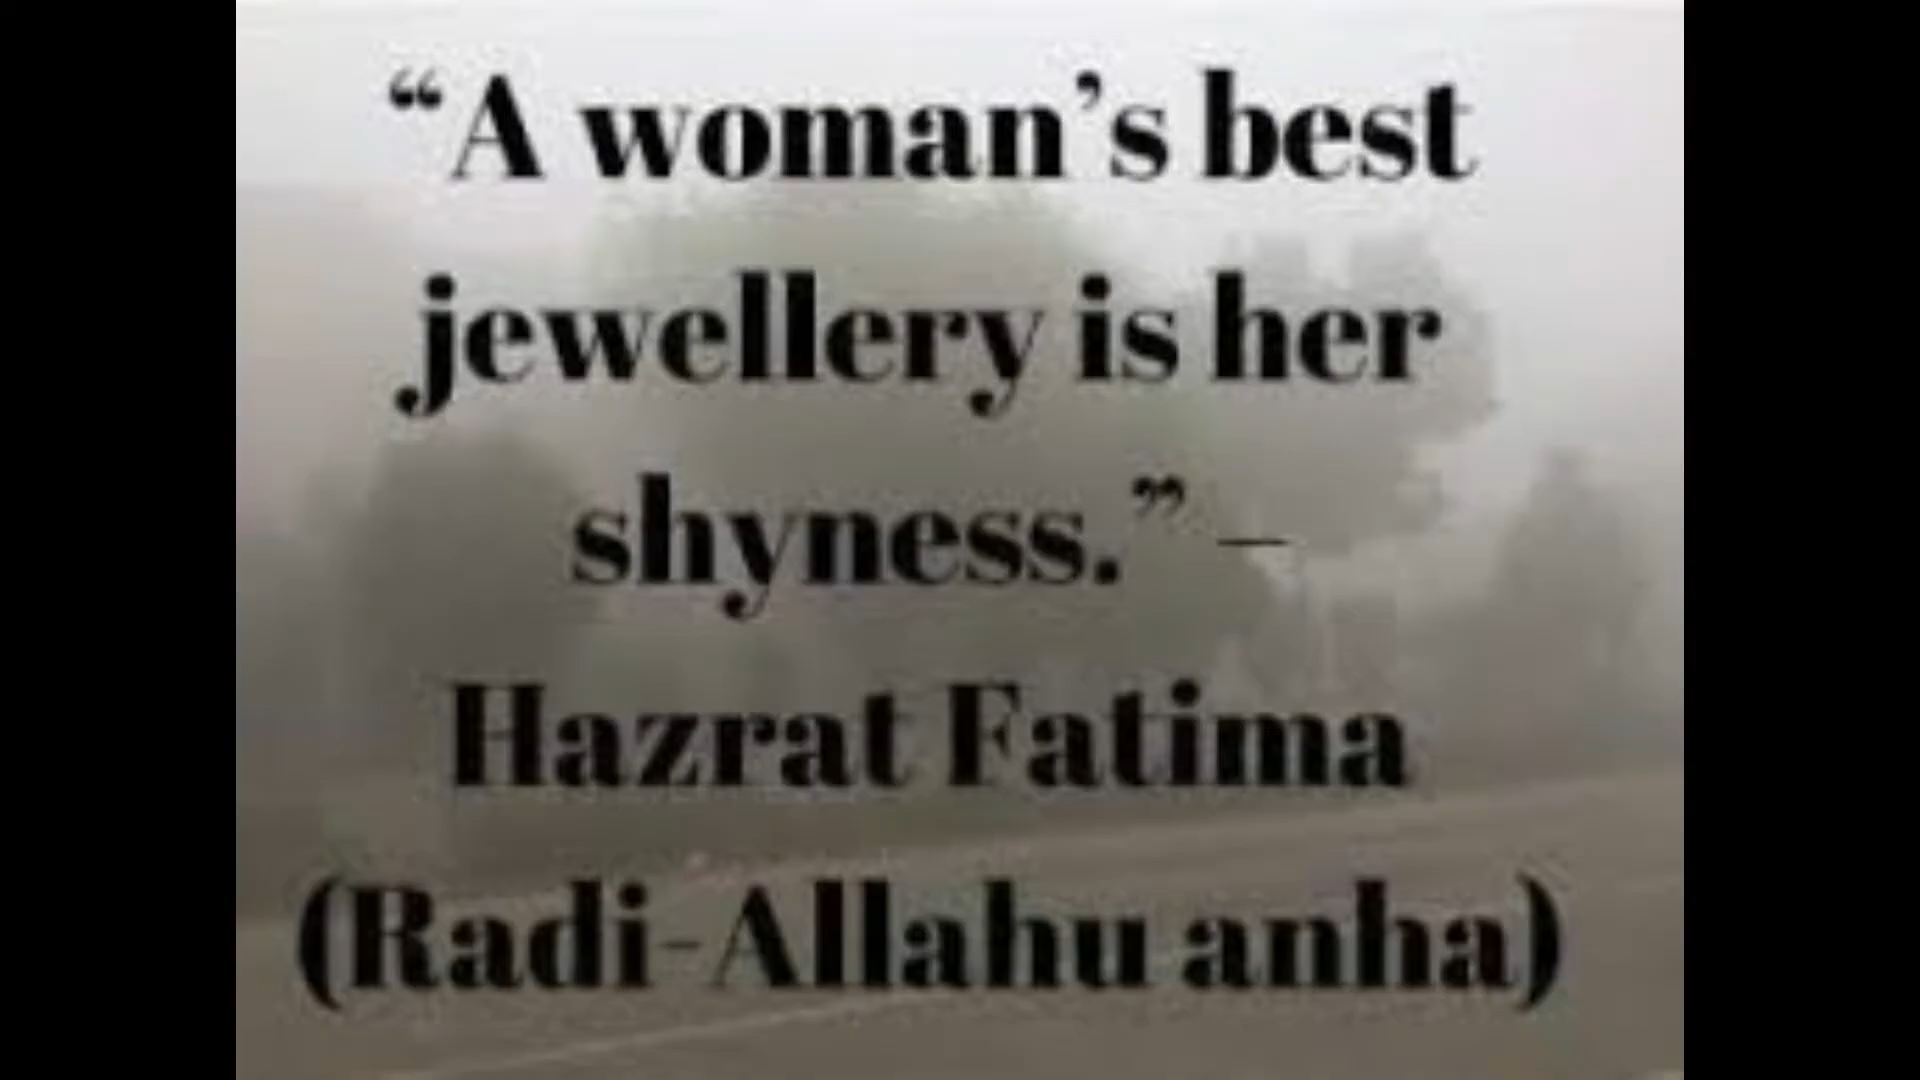 “A woman’s best
jewellery is her
shyness.” –
Hazrat Fatima
(Radi-Allahu anha)